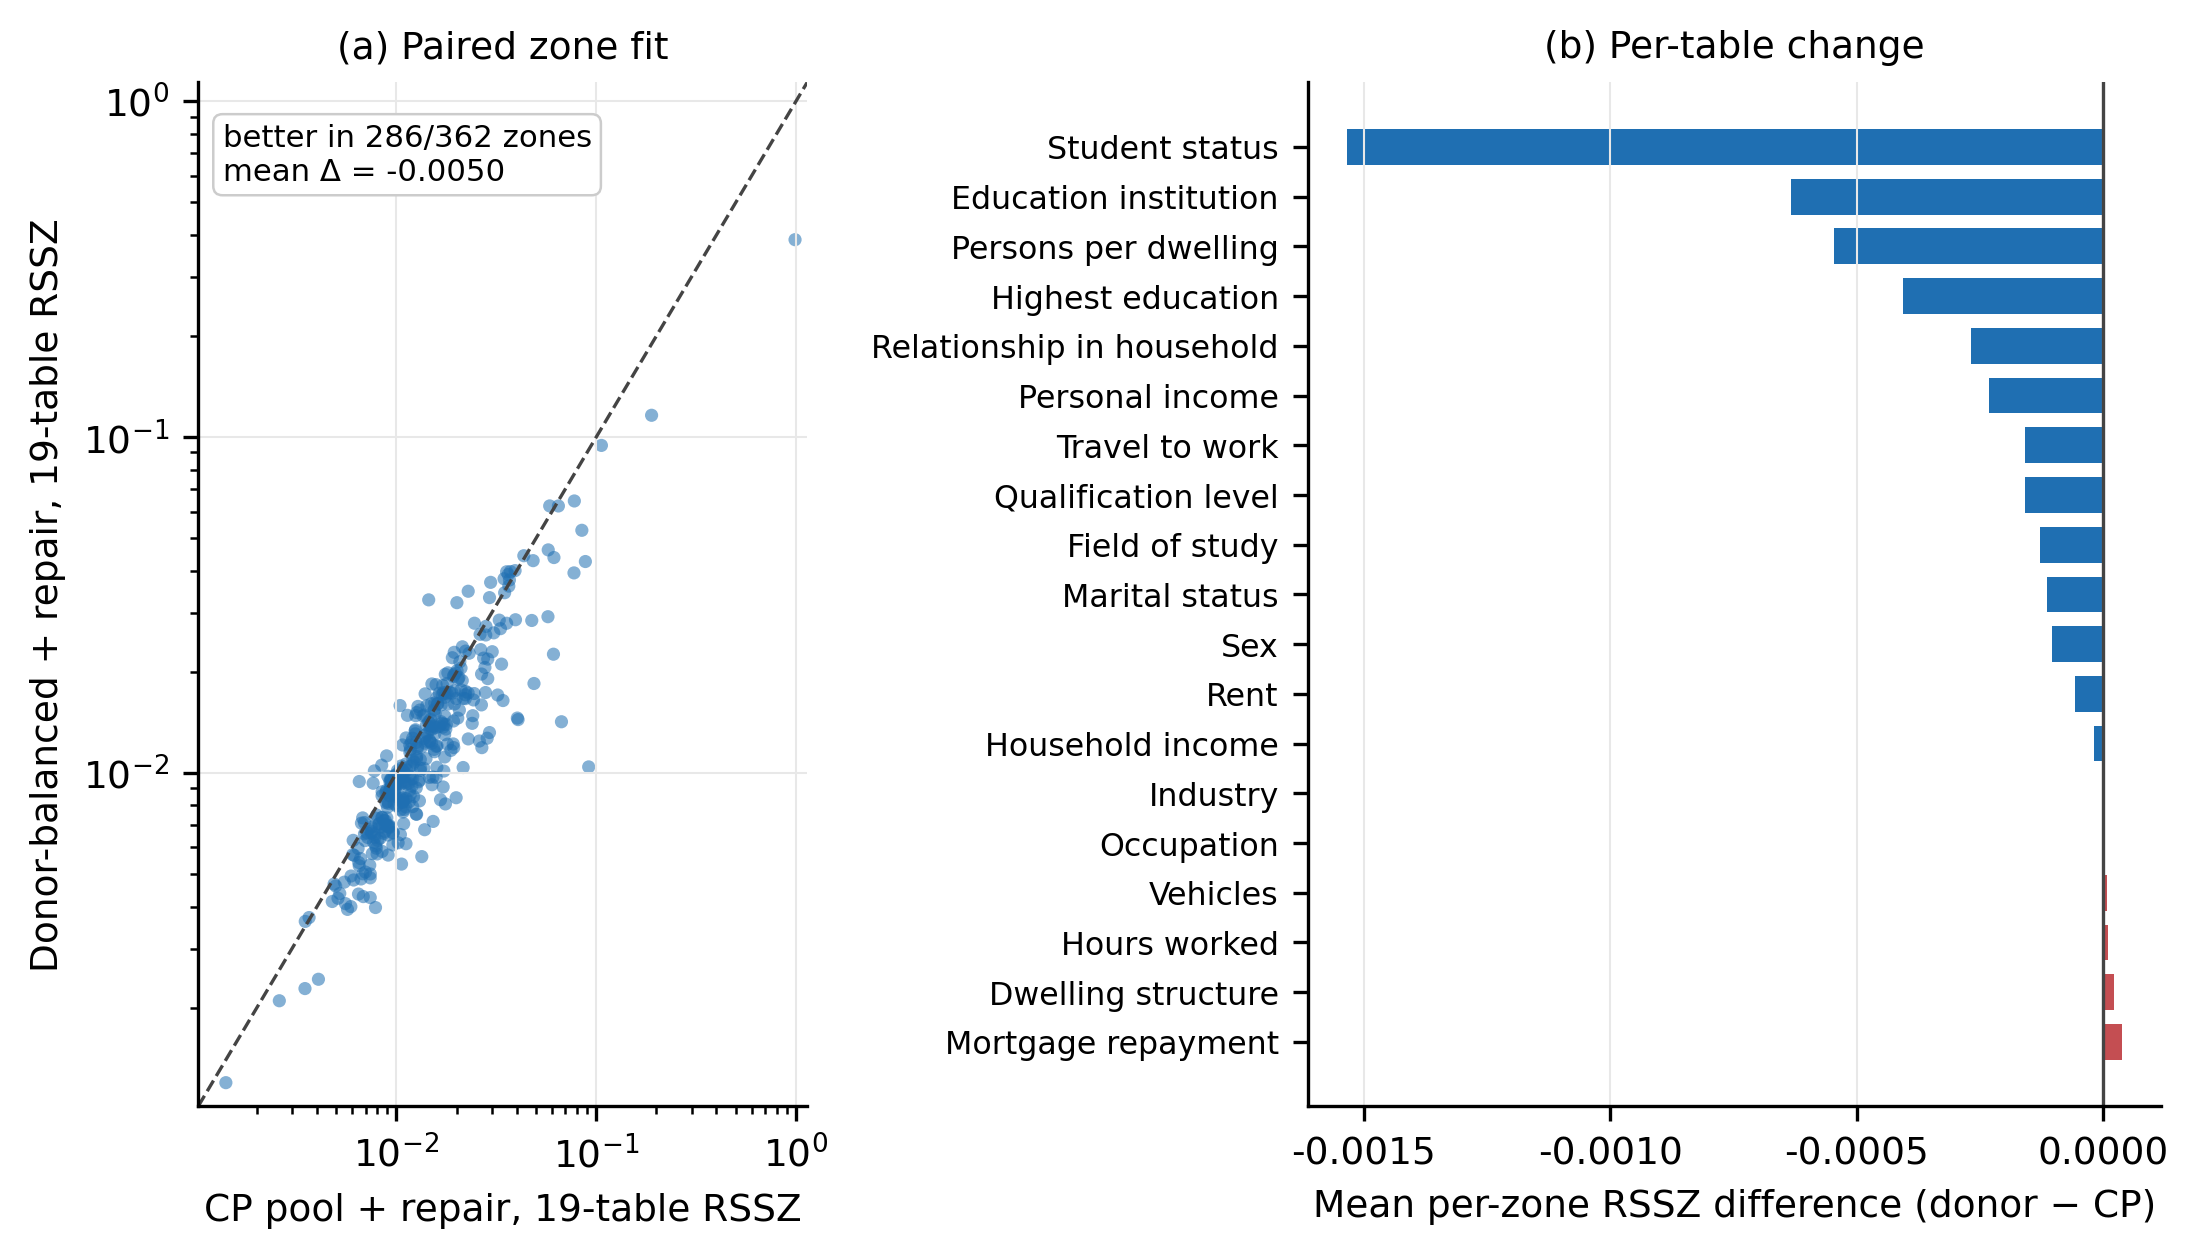 (a) Paired zone fit
better in 286/362 zones
mean Δ = -0.0050
10⁰
10⁻¹
10⁻²
Donor-balanced + repair, 19-table RSSZ
10⁻²
10⁻¹
10⁰
CP pool + repair, 19-table RSSZ
(b) Per-table change
Student status
Education institution
Persons per dwelling
Highest education
Relationship in household
Personal income
Travel to work
Qualification level
Field of study
Marital status
Sex
Rent
Household income
Industry
Occupation
Vehicles
Hours worked
Dwelling structure
Mortgage repayment
-0.0015
-0.0010
-0.0005
0.0000
Mean per-zone RSSZ difference (donor − CP)